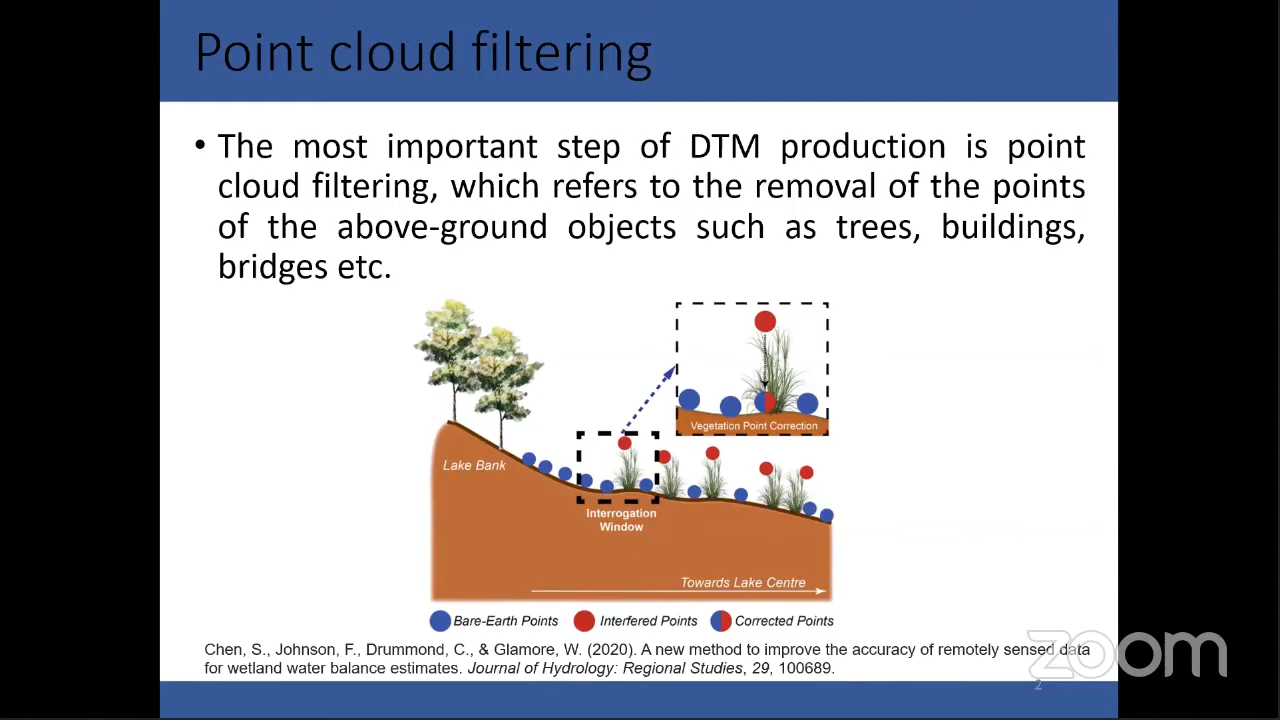 Point cloud filtering
• The most important step of DTM production is point
cloud filtering, which refers to the removal of the points
of the above-ground objects such as trees, buildings,
bridges etc.
Vegetation Point Correction
Lake Bank
Interrogation
Window
Towards Lake Centre
Bare-Earth Points Interfered Points Corrected Points
Chen, S., Johnson, F., Drummond, C., & Glamore, W. (2020). A new method to improve the accuracy of remotely sensed data
for wetland water balance estimates. Journal of Hydrology: Regional Studies, 29, 100689.
zoom
2